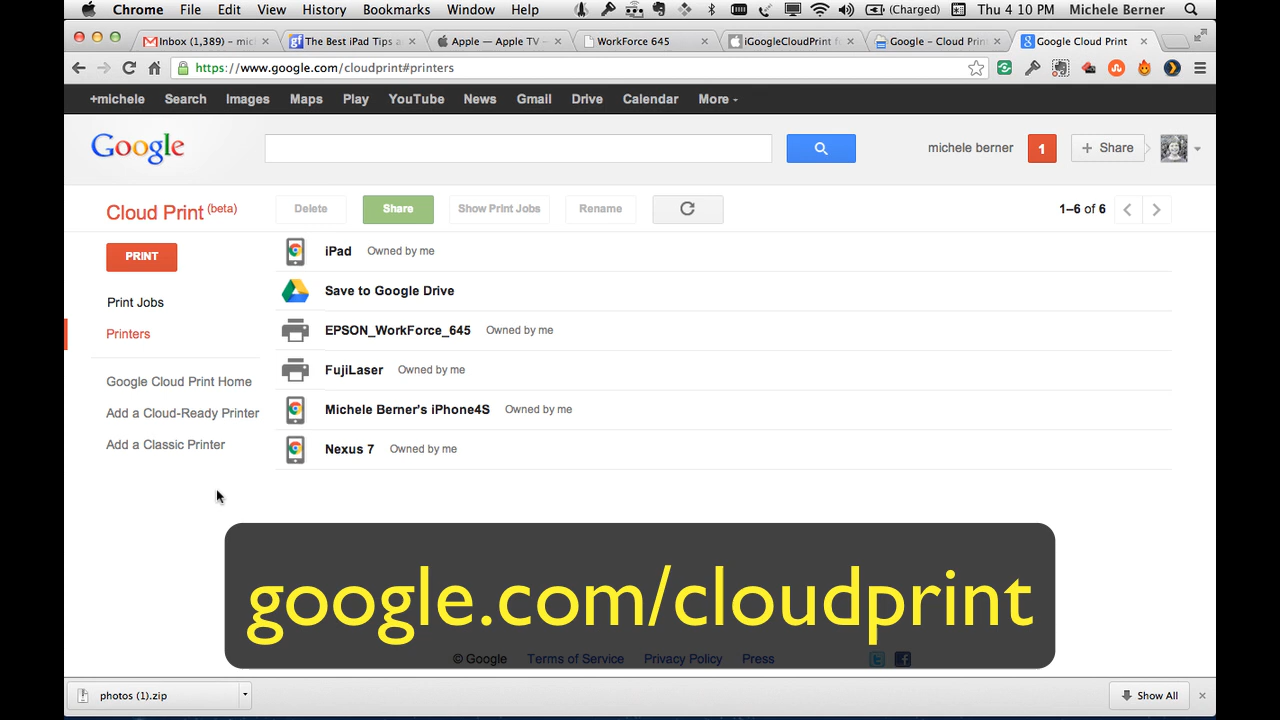 Chrome File Edit View History Bookmarks Window Help (Charged) Thu 4 10 PM Michele Berner
Inbox (1,389) – mic
The Best iPad Tips a
Apple — Apple TV –
WorkForce 645
iGoogleCloudPrint f
Google – Cloud Prin
Google Cloud Print
https://www.google.com/cloudprint#printers
+michele Search Images Maps Play YouTube News Gmail Drive Calendar More
Google
michele berner 1 + Share
Cloud Print (beta)
Delete Share Show Print Jobs Rename 1–6 of 6
PRINT
Print Jobs
Printers
Google Cloud Print Home
Add a Cloud-Ready Printer
Add a Classic Printer
iPad Owned by me
Save to Google Drive
EPSON_WorkForce_645 Owned by me
FujiLaser Owned by me
Michele Berner's iPhone4S Owned by me
Nexus 7 Owned by me
google.com/cloudprint
© Google Terms of Service Privacy Policy Press
photos (1).zip Show All